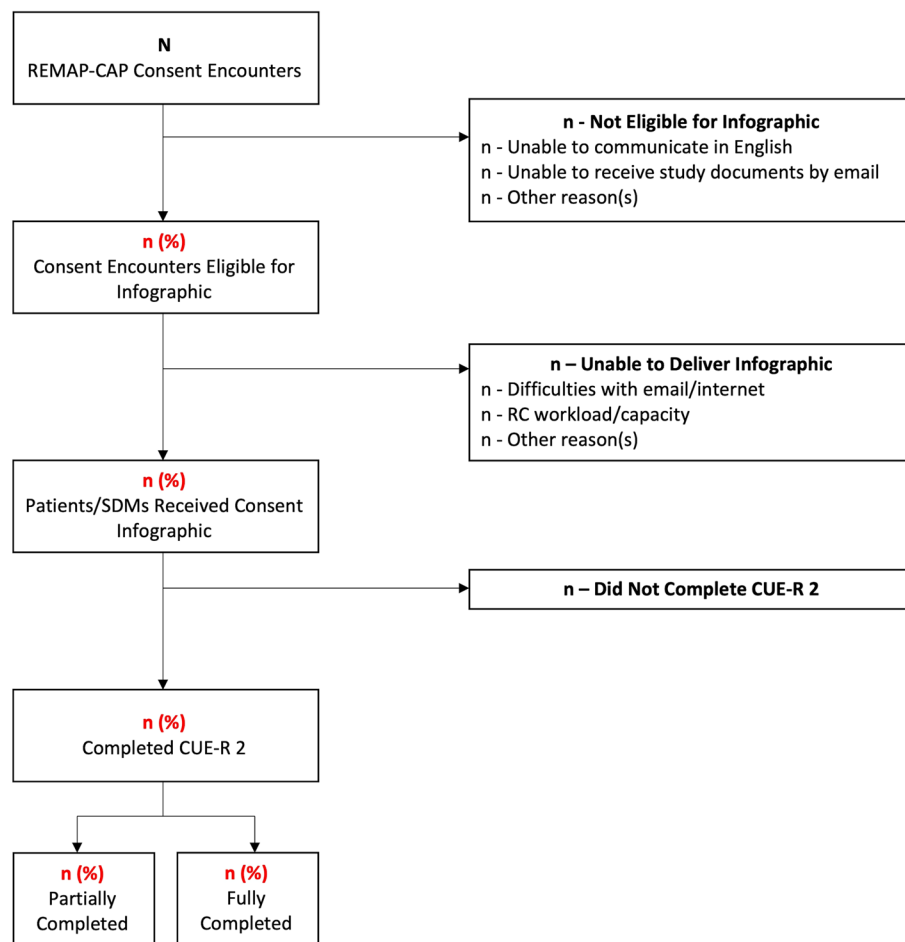 N
REMAP-CAP Consent Encounters
n - Not Eligible for Infographic
n - Unable to communicate in English
n - Unable to receive study documents by email
n - Other reason(s)
n (%)
Consent Encounters Eligible for
Infographic
n – Unable to Deliver Infographic
n - Difficulties with email/internet
n - RC workload/capacity
n - Other reason(s)
n (%)
Patients/SDMs Received Consent
Infographic
n – Did Not Complete CUE-R 2
n (%)
Completed CUE-R 2
n (%)
Partially
Completed
n (%)
Fully
Completed